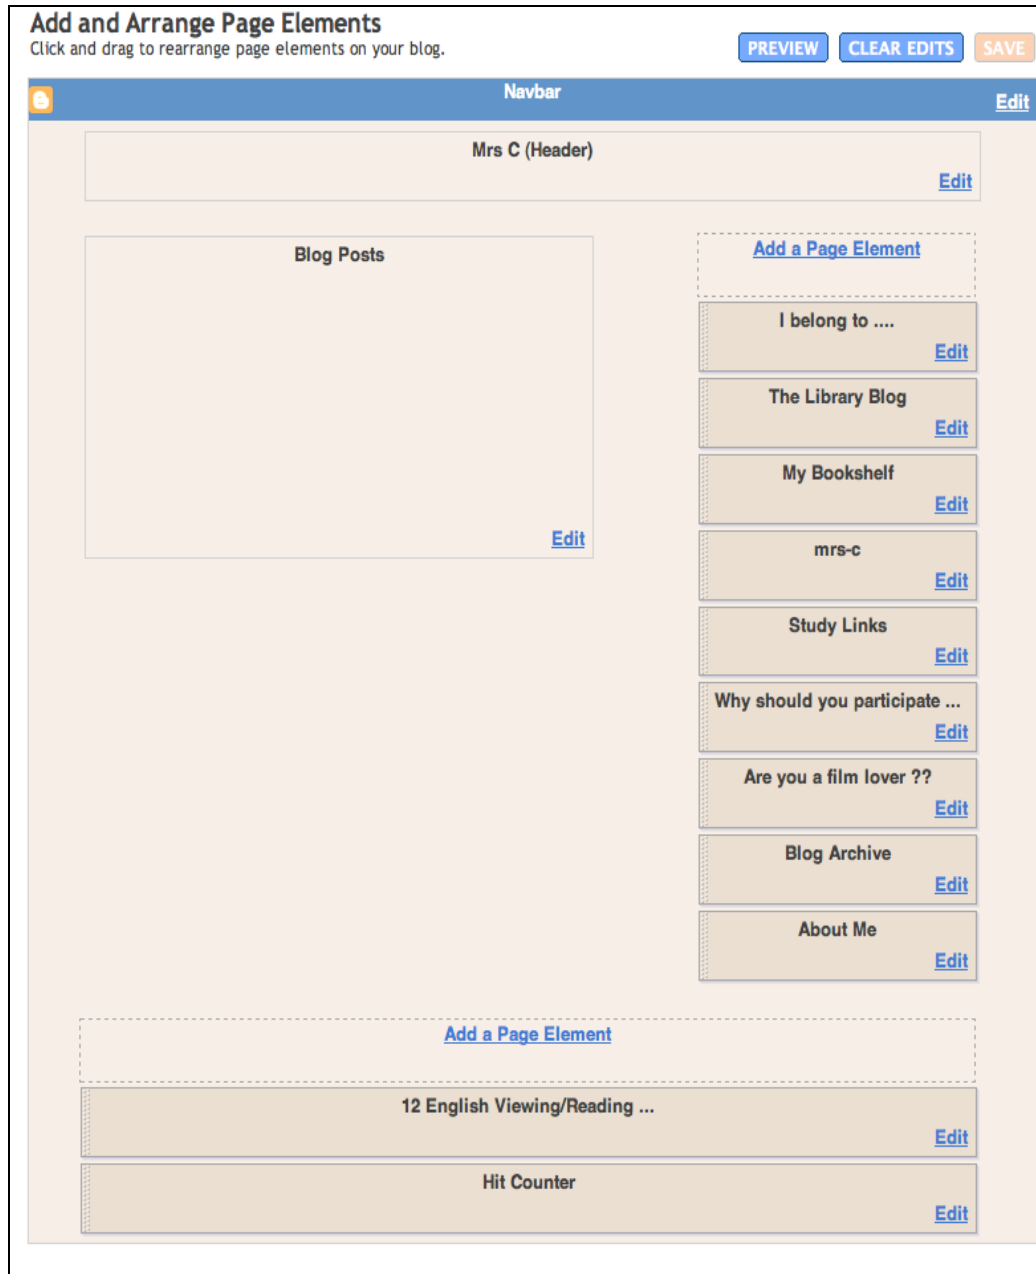 Add and Arrange Page Elements
Click and drag to rearrange page elements on your blog.
PREVIEW CLEAR EDITS SAVE
Navbar
Edit
Mrs C (Header)
Edit
Blog Posts
Edit
Add a Page Element
I belong to ....
Edit
The Library Blog
Edit
My Bookshelf
Edit
mrs-c
Edit
Study Links
Edit
Why should you participate ...
Edit
Are you a film lover ??
Edit
Blog Archive
Edit
About Me
Edit
Add a Page Element
12 English Viewing/Reading ...
Edit
Hit Counter
Edit